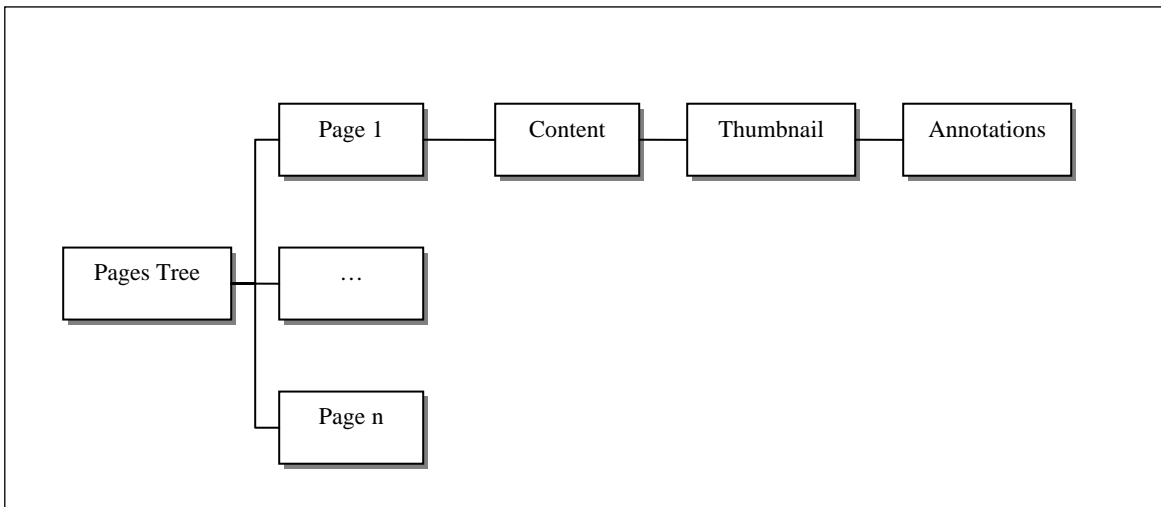 Page 1
Content
Thumbnail
Annotations
Pages Tree
…
Page n